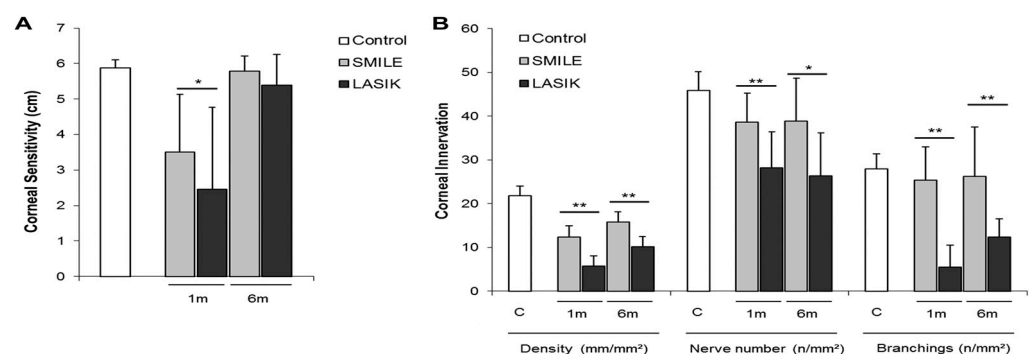 A
7
6
5
4
3
2
1
0
Corneal Sensitivity (cm)
Control
SMILE
LASIK
*
1m
6m
B
60
50
40
30
20
10
0
Corneal Innervation
Control
SMILE
LASIK
**
**
**
*
**
**
C
1m
6m
C
1m
6m
C
1m
6m
Density (mm/mm²)
Nerve number (n/mm²)
Branchings (n/mm²)